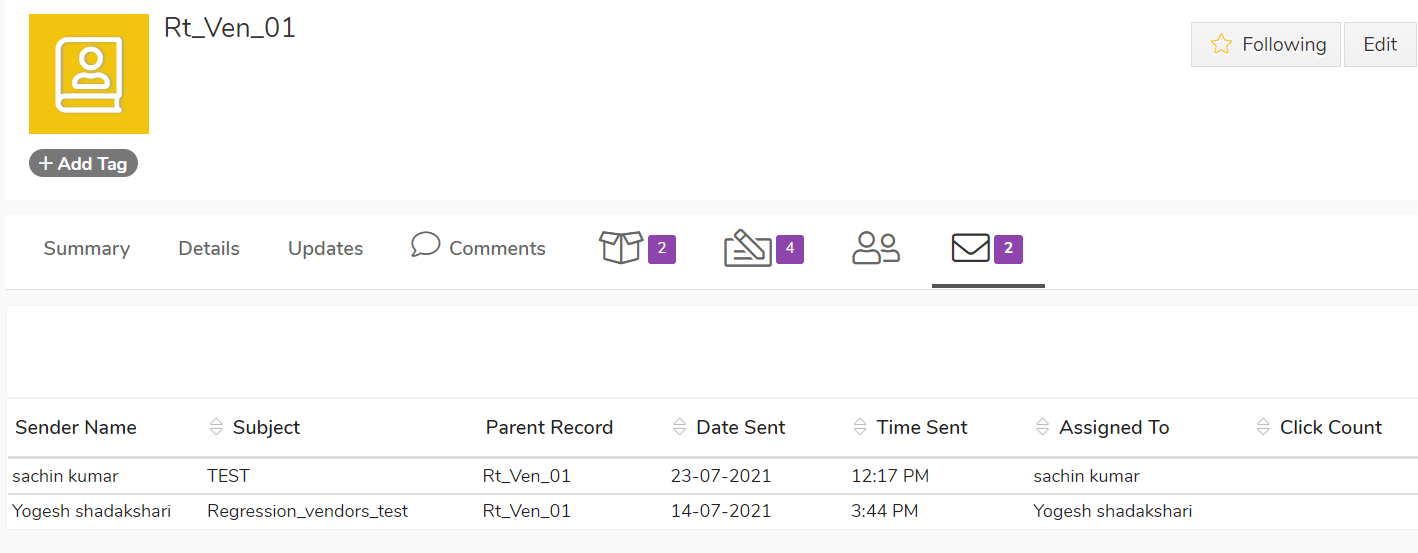 Rt_Ven_01
Following Edit
+ Add Tag
Summary Details Updates Comments 2 4 2
Sender Name Subject Parent Record Date Sent Time Sent Assigned To Click Count
sachin kumar TEST Rt_Ven_01 23-07-2021 12:17 PM sachin kumar
Yogesh shadakshari Regression_vendors_test Rt_Ven_01 14-07-2021 3:44 PM Yogesh shadakshari